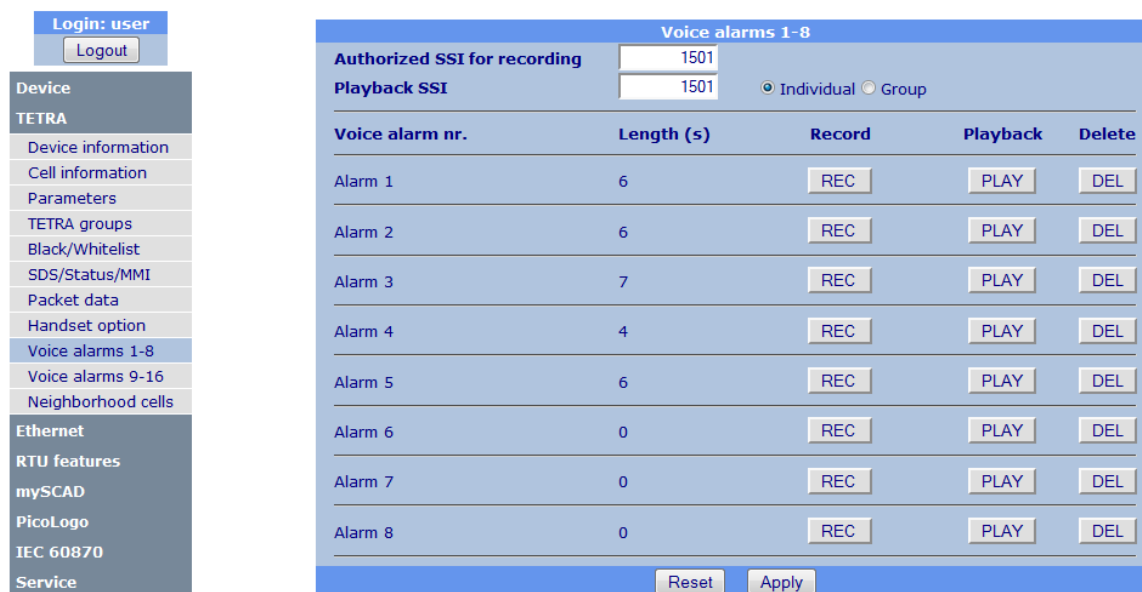 Login: user
Logout
Device
TETRA
Device information
Cell information
Parameters
TETRA groups
Black/Whitelist
SDS/Status/MMI
Packet data
Handset option
Voice alarms 1-8
Voice alarms 9-16
Neighborhood cells
Ethernet
RTU features
mySCAD
PicoLogo
IEC 60870
Service
Voice alarms 1-8
Authorized SSI for recording 1501
Playback SSI 1501 Individual Group
Voice alarm nr. Length (s) Record Playback Delete
Alarm 1 6 REC PLAY DEL
Alarm 2 6 REC PLAY DEL
Alarm 3 7 REC PLAY DEL
Alarm 4 4 REC PLAY DEL
Alarm 5 6 REC PLAY DEL
Alarm 6 0 REC PLAY DEL
Alarm 7 0 REC PLAY DEL
Alarm 8 0 REC PLAY DEL
Reset Apply